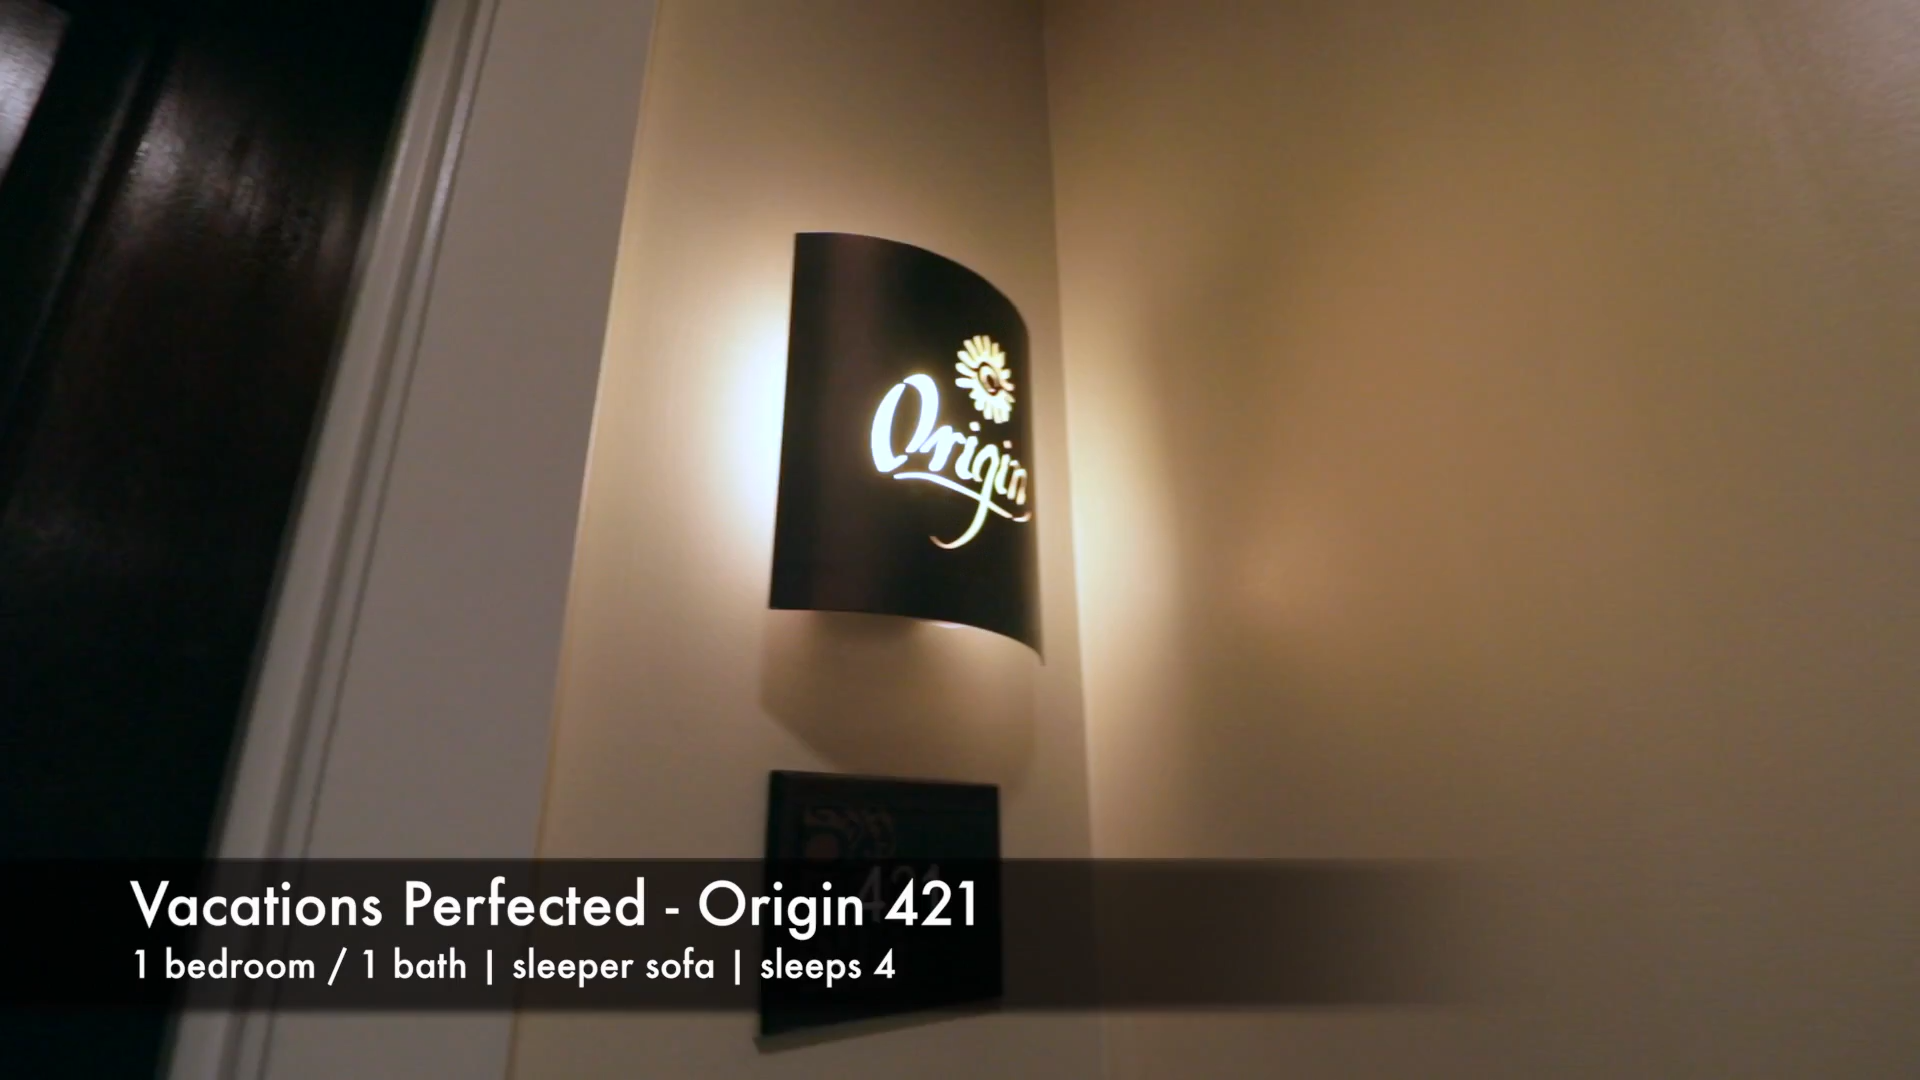 Origin
Vacations Perfected - Origin 421
1 bedroom / 1 bath | sleeper sofa | sleeps 4